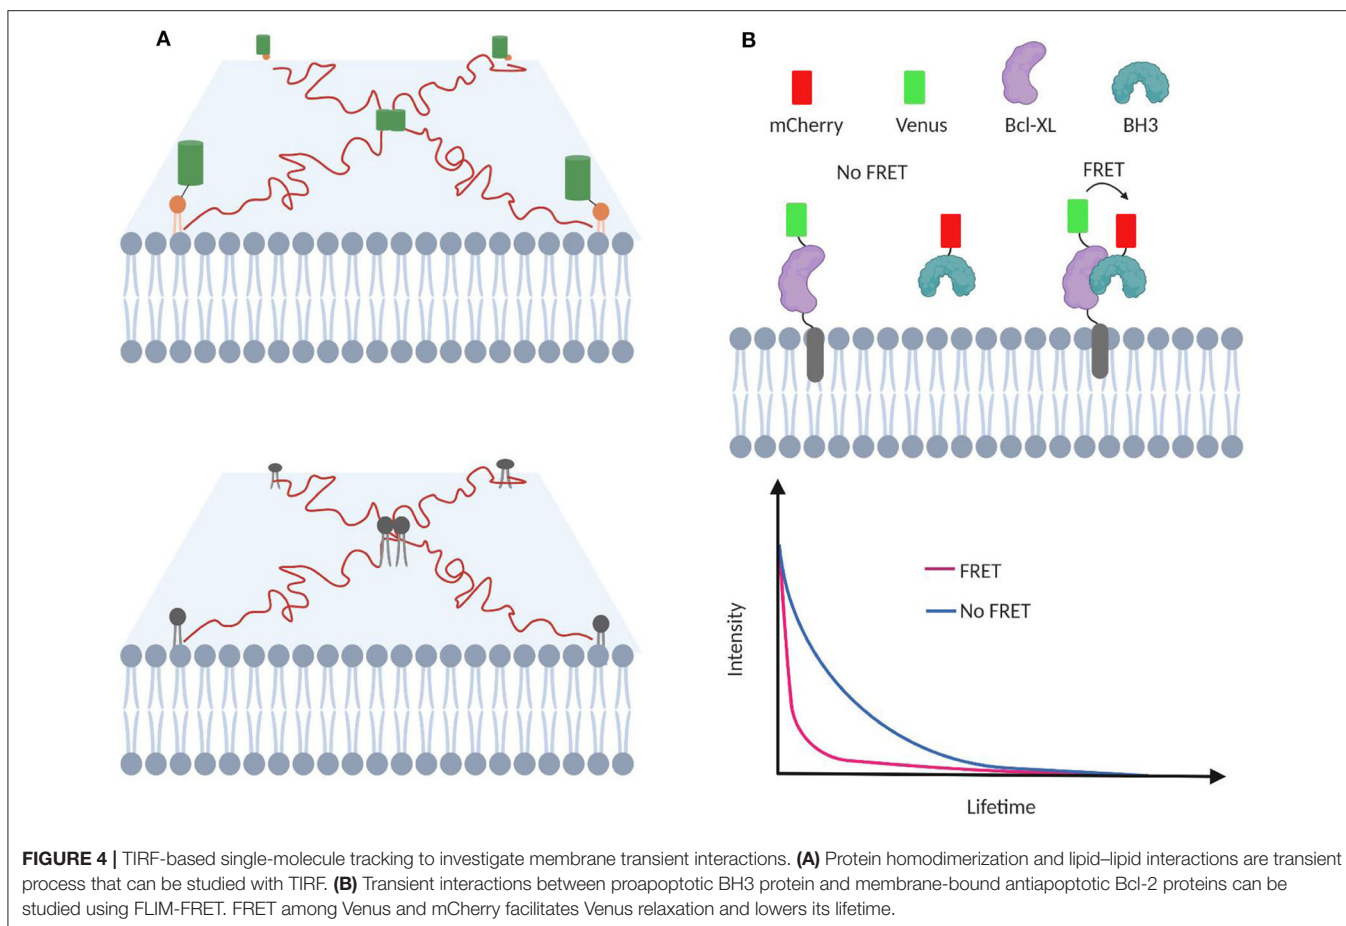 A
B
mCherry
Venus
Bcl-XL
BH3
No FRET
FRET
Intensity
FRET
No FRET
Lifetime
FIGURE 4 | TIRF-based single-molecule tracking to investigate membrane transient interactions. (A) Protein homodimerization and lipid–lipid interactions are transient
process that can be studied with TIRF. (B) Transient interactions between proapoptotic BH3 protein and membrane-bound antiapoptotic Bcl-2 proteins can be
studied using FLIM-FRET. FRET among Venus and mCherry facilitates Venus relaxation and lowers its lifetime.